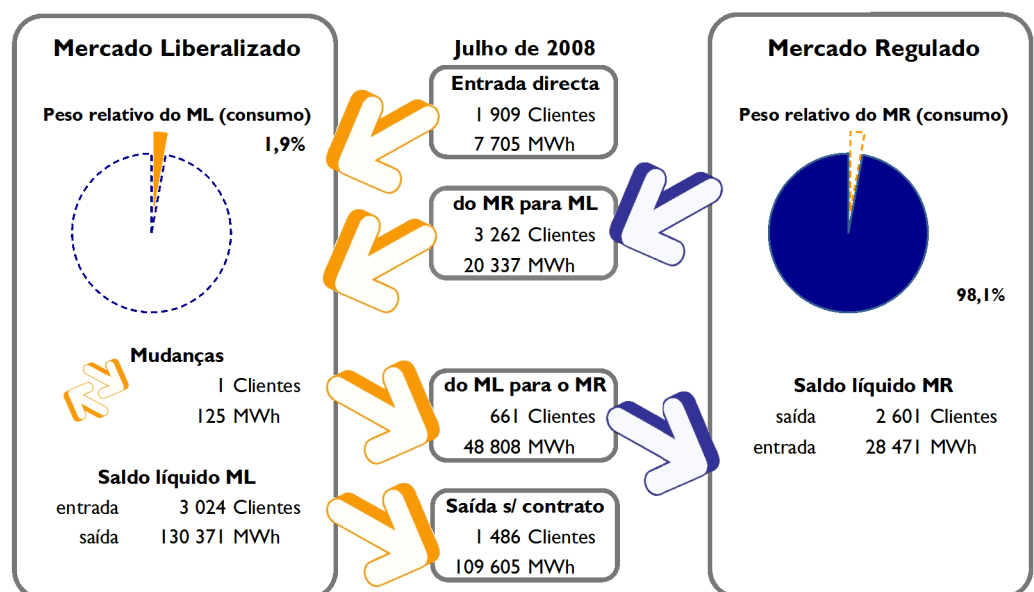 Mercado Liberalizado
Peso relativo do ML (consumo)
1,9%
Mudanças
1 Clientes
125 MWh
Saldo líquido ML
entrada 3 024 Clientes
saída 130 371 MWh
Julho de 2008
Entrada directa
1 909 Clientes
7 705 MWh
do MR para ML
3 262 Clientes
20 337 MWh
do ML para o MR
661 Clientes
48 808 MWh
Saída s/ contrato
1 486 Clientes
109 605 MWh
Mercado Regulado
Peso relativo do MR (consumo)
98,1%
Saldo líquido MR
saída 2 601 Clientes
entrada 28 471 MWh